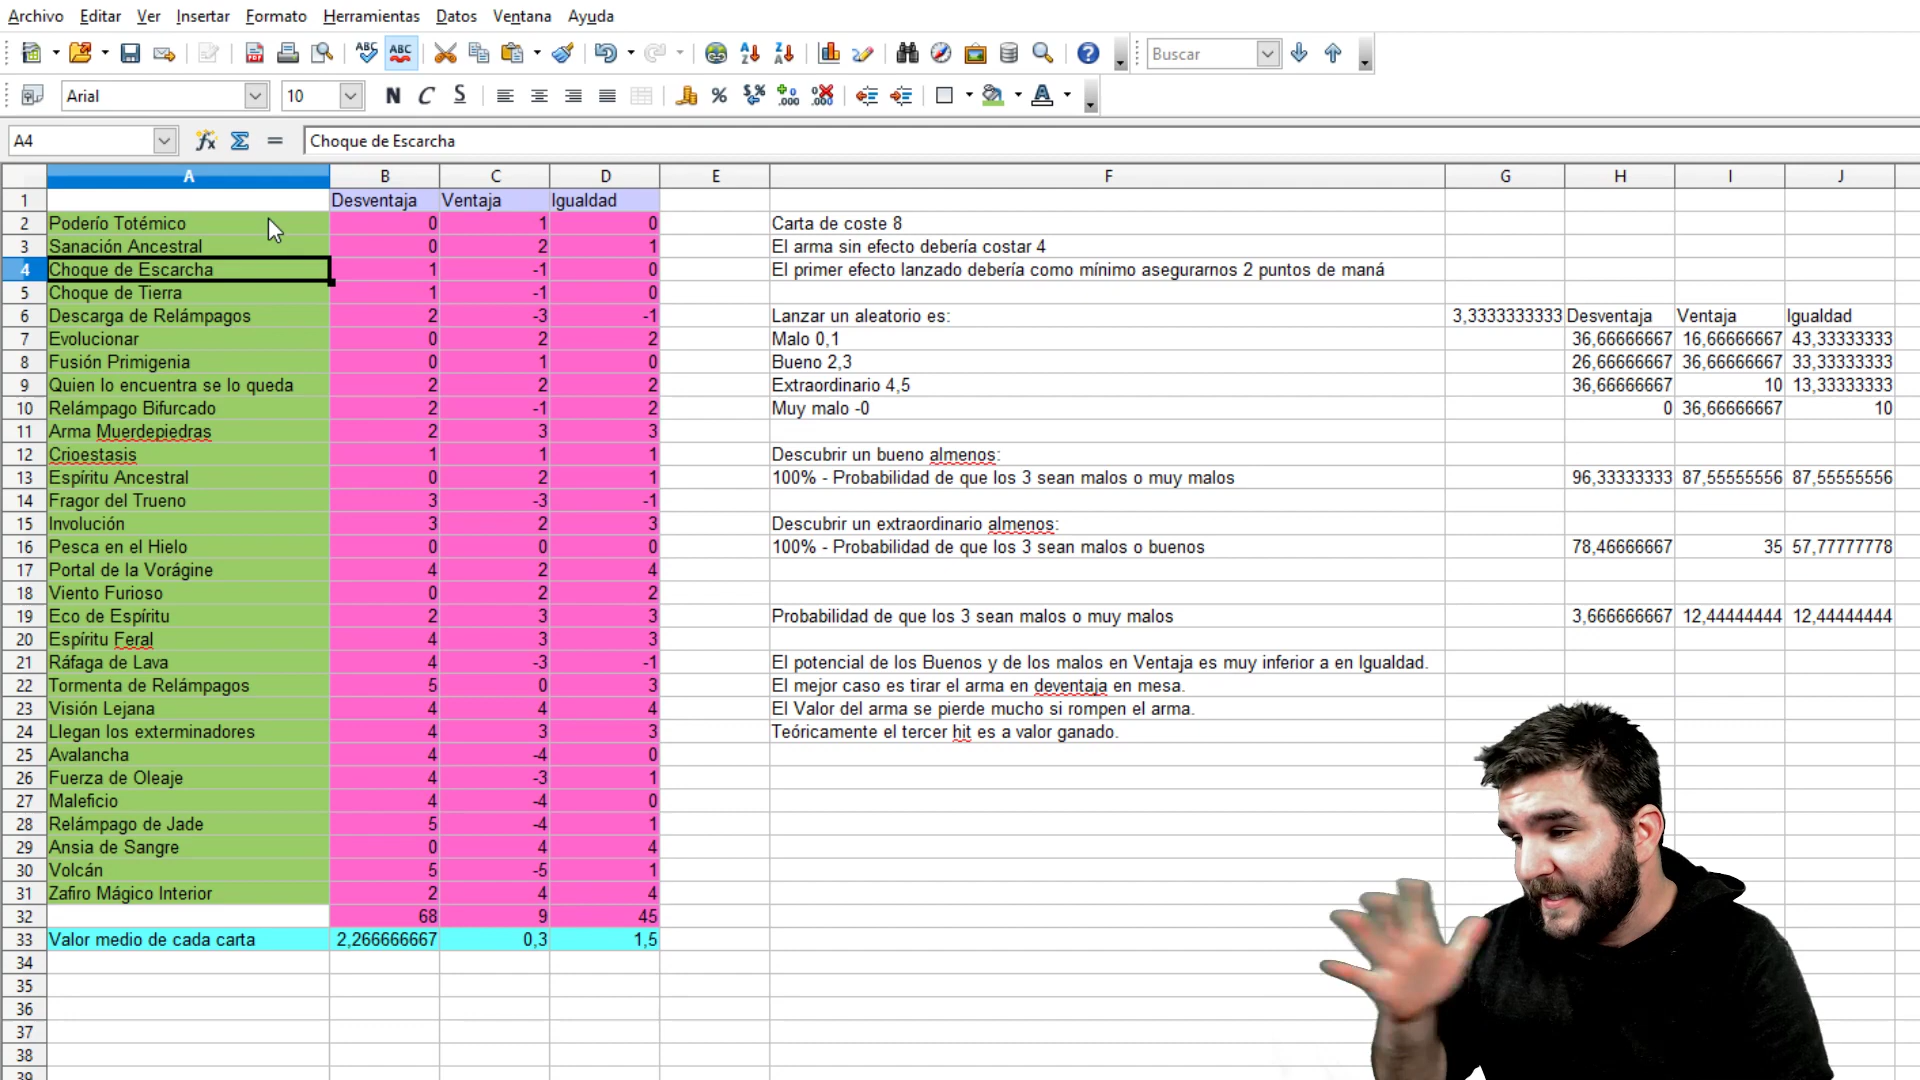 Archivo Editar Ver Insertar Formato Herramientas Datos Ventana Ayuda
Buscar
Arial 10 N C S
A4 Choque de Escarcha
A B C D E F G H I J
1 Desventaja Ventaja Igualdad
2 Poderío Totémico 0 1 0 Carta de coste 8
3 Sanación Ancestral 0 2 1 El arma sin efecto debería costar 4
4 Choque de Escarcha 1 -1 0 El primer efecto lanzado debería como mínimo asegurarnos 2 puntos de maná
5 Choque de Tierra 1 -1 0
6 Descarga de Relámpagos 2 -3 -1 Lanzar un aleatorio es: 3,3333333333 Desventaja Ventaja Igualdad
7 Evolucionar 0 2 2 Malo 0,1 36,66666667 16,66666667 43,33333333
8 Fusión Primigenia 0 1 0 Bueno 2,3 26,66666667 36,66666667 33,33333333
9 Quien lo encuentra se lo queda 2 2 2 Extraordinario 4,5 36,66666667 10 13,33333333
10 Relámpago Bifurcado 2 -1 2 Muy malo -0 0 36,66666667 10
11 Arma Muerdepiedras 2 3 3
12 Crioestasis 1 1 1 Descubrir un bueno almenos:
13 Espíritu Ancestral 0 2 1 100% - Probabilidad de que los 3 sean malos o muy malos 96,33333333 87,55555556 87,55555556
14 Fragor del Trueno 3 -3 -1
15 Involución 3 2 3 Descubrir un extraordinario almenos:
16 Pesca en el Hielo 0 0 0 100% - Probabilidad de que los 3 sean malos o buenos 78,46666667 35 57,77777778
17 Portal de la Vorágine 4 2 4
18 Viento Furioso 0 2 2
19 Eco de Espíritu 2 3 3 Probabilidad de que los 3 sean malos o muy malos 3,666666667 12,44444444 12,44444444
20 Espíritu Feral 4 3 3
21 Ráfaga de Lava 4 -3 -1 El potencial de los Buenos y de los malos en Ventaja es muy inferior a en Igualdad.
22 Tormenta de Relámpagos 5 0 3 El mejor caso es tirar el arma en deventaja en mesa.
23 Visión Lejana 4 4 4 El Valor del arma se pierde mucho si rompen el arma.
24 Llegan los exterminadores 4 3 3 Teóricamente el tercer hit es a valor ganado.
25 Avalancha 4 -4 0
26 Fuerza de Oleaje 4 -3 1
27 Maleficio 4 -4 0
28 Relámpago de Jade 5 -4 1
29 Ansia de Sangre 0 4 4
30 Volcán 5 -5 1
31 Zafiro Mágico Interior 2 4 4
32 68 9 45
33 Valor medio de cada carta 2,266666667 0,3 1,5
34
35
36
37
38
39